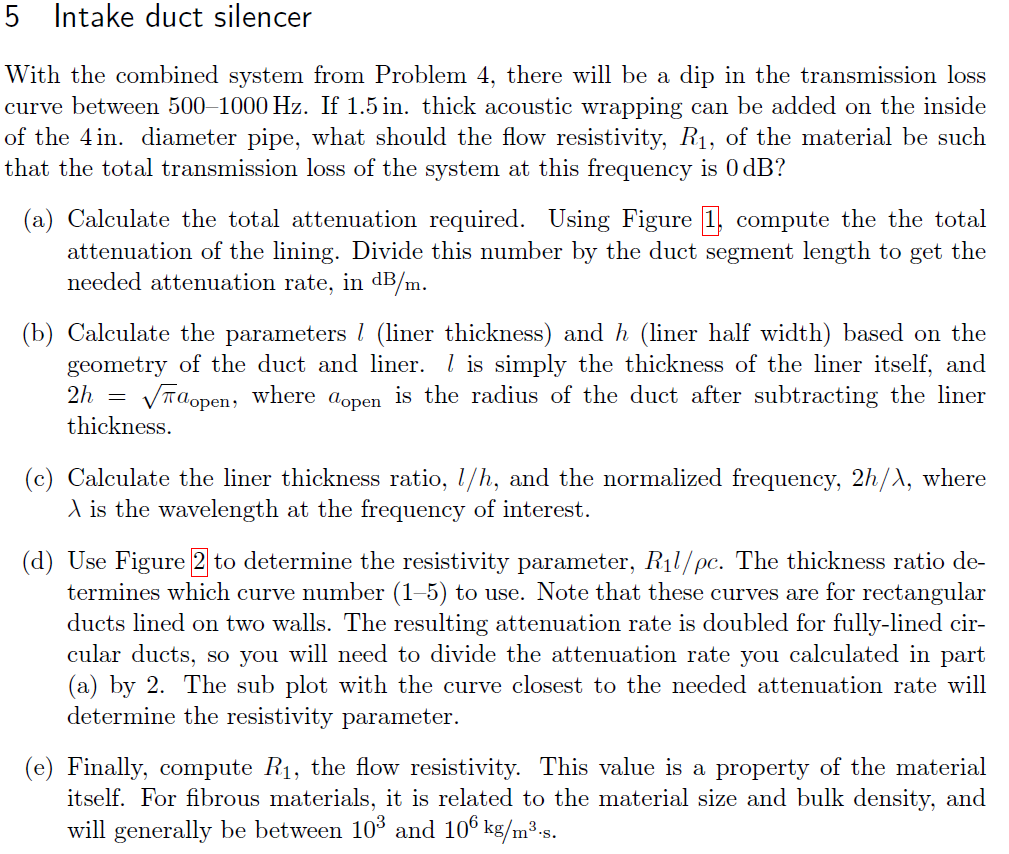 5 Intake duct silencer
With the combined system from Problem 4, there will be a dip in the transmission loss
curve between 500–1000 Hz. If 1.5 in. thick acoustic wrapping can be added on the inside
of the 4 in. diameter pipe, what should the flow resistivity, R₁, of the material be such
that the total transmission loss of the system at this frequency is 0 dB?
(a) Calculate the total attenuation required. Using Figure 1, compute the the total
attenuation of the lining. Divide this number by the duct segment length to get the
needed attenuation rate, in dB/m.
(b) Calculate the parameters l (liner thickness) and h (liner half width) based on the
geometry of the duct and liner. l is simply the thickness of the liner itself, and
2h = √πa_open, where a_open is the radius of the duct after subtracting the liner
thickness.
(c) Calculate the liner thickness ratio, l/h, and the normalized frequency, 2h/λ, where
λ is the wavelength at the frequency of interest.
(d) Use Figure 2 to determine the resistivity parameter, R₁l/ρc. The thickness ratio de-
termines which curve number (1–5) to use. Note that these curves are for rectangular
ducts lined on two walls. The resulting attenuation rate is doubled for fully-lined cir-
cular ducts, so you will need to divide the attenuation rate you calculated in part
(a) by 2. The sub plot with the curve closest to the needed attenuation rate will
determine the resistivity parameter.
(e) Finally, compute R₁, the flow resistivity. This value is a property of the material
itself. For fibrous materials, it is related to the material size and bulk density, and
will generally be between 10³ and 10⁶ kg/m³·s.